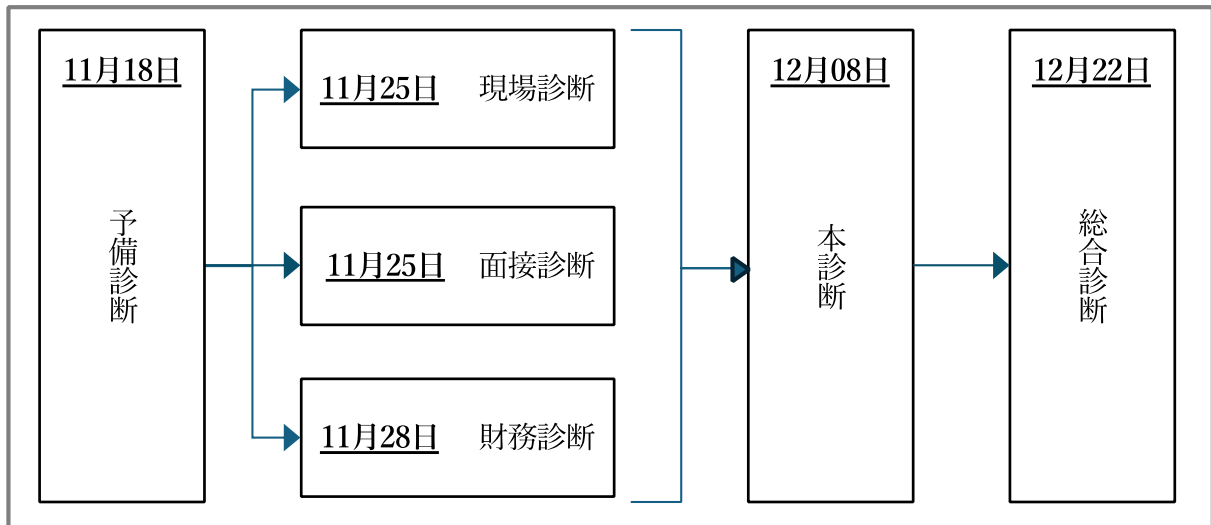 11月18日
予備診断
11月25日 現場診断
11月25日 面接診断
11月28日 財務診断
12月08日
本診断
12月22日
総合診断